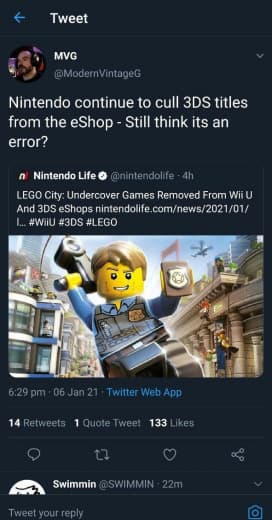 Tweet
MVG
@ModernVintageG
Nintendo continue to cull 3DS titles
from the eShop - Still think its an
error?
Nintendo Life @nintendolife · 4h
LEGO City: Undercover Games Removed From Wii U
And 3DS eShops nintendolife.com/news/2021/01/
l... #WiiU #3DS #LEGO
6:29 pm · 06 Jan 21 · Twitter Web App
14 Retweets 1 Quote Tweet 133 Likes
Swimmin @SWIMMIN · 22m
Tweet your reply